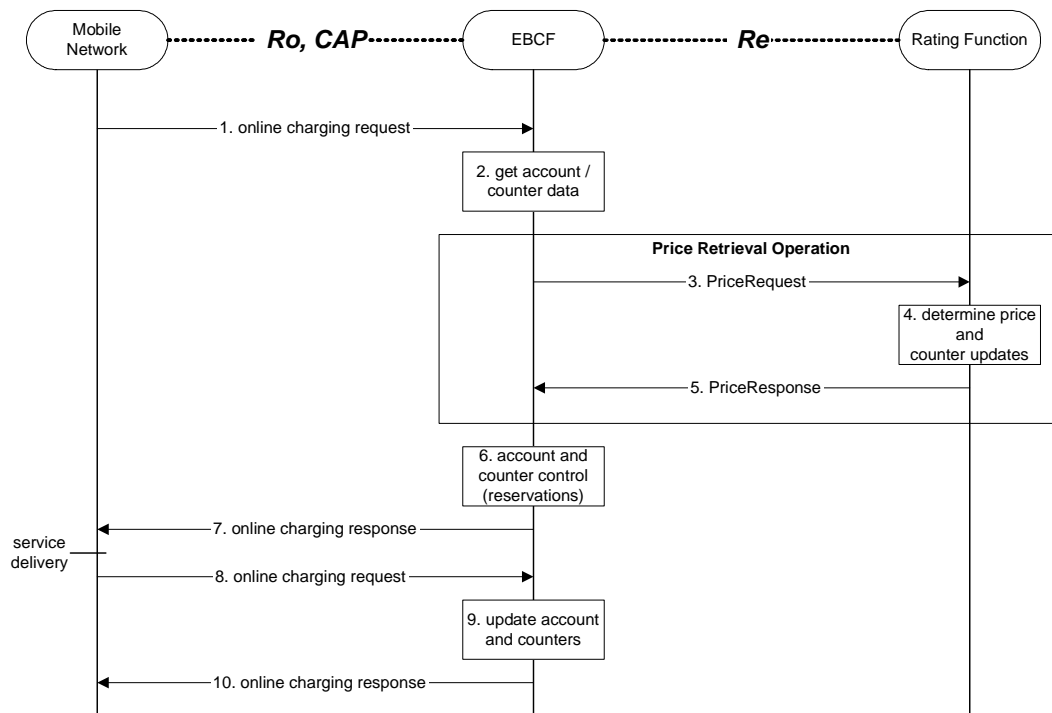 Mobile
Network
Ro, CAP
EBCF
Re
Rating Function
1. online charging request
2. get account /
counter data
Price Retrieval Operation
3. PriceRequest
4. determine price
and
counter updates
5. PriceResponse
6. account and
counter control
(reservations)
7. online charging response
service
delivery
8. online charging request
9. update account
and counters
10. online charging response